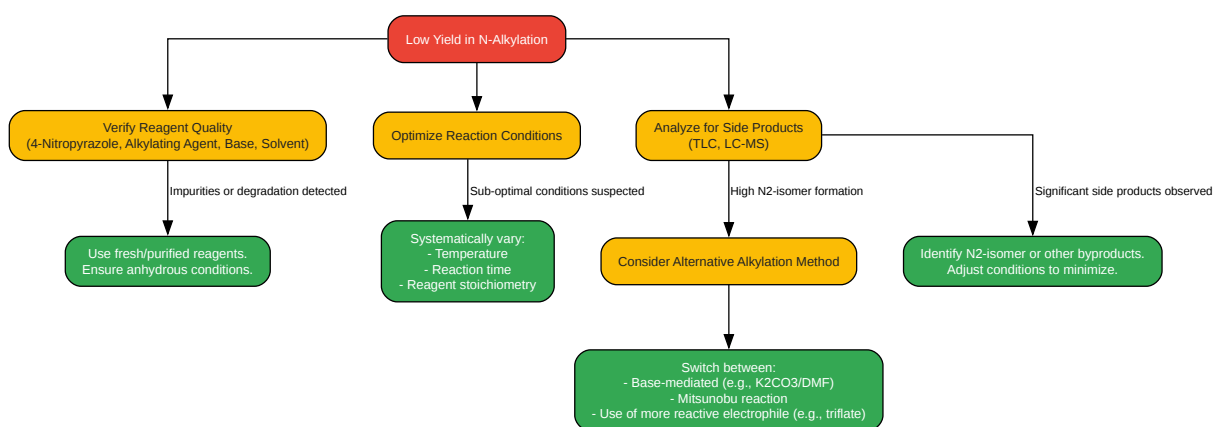 Low Yield in N-Alkylation
Verify Reagent Quality
(4-Nitropyrazole, Alkylating Agent, Base, Solvent)
Optimize Reaction Conditions
Analyze for Side Products
(TLC, LC-MS)
Impurities or degradation detected
Sub-optimal conditions suspected
High N2-isomer formation
Significant side products observed
Use fresh/purified reagents.
Ensure anhydrous conditions.
Systematically vary:
- Temperature
- Reaction time
- Reagent stoichiometry
Consider Alternative Alkylation Method
Identify N2-isomer or other byproducts.
Adjust conditions to minimize.
Switch between:
- Base-mediated (e.g., K2CO3/DMF)
- Mitsunobu reaction
- Use of more reactive electrophile (e.g., triflate)